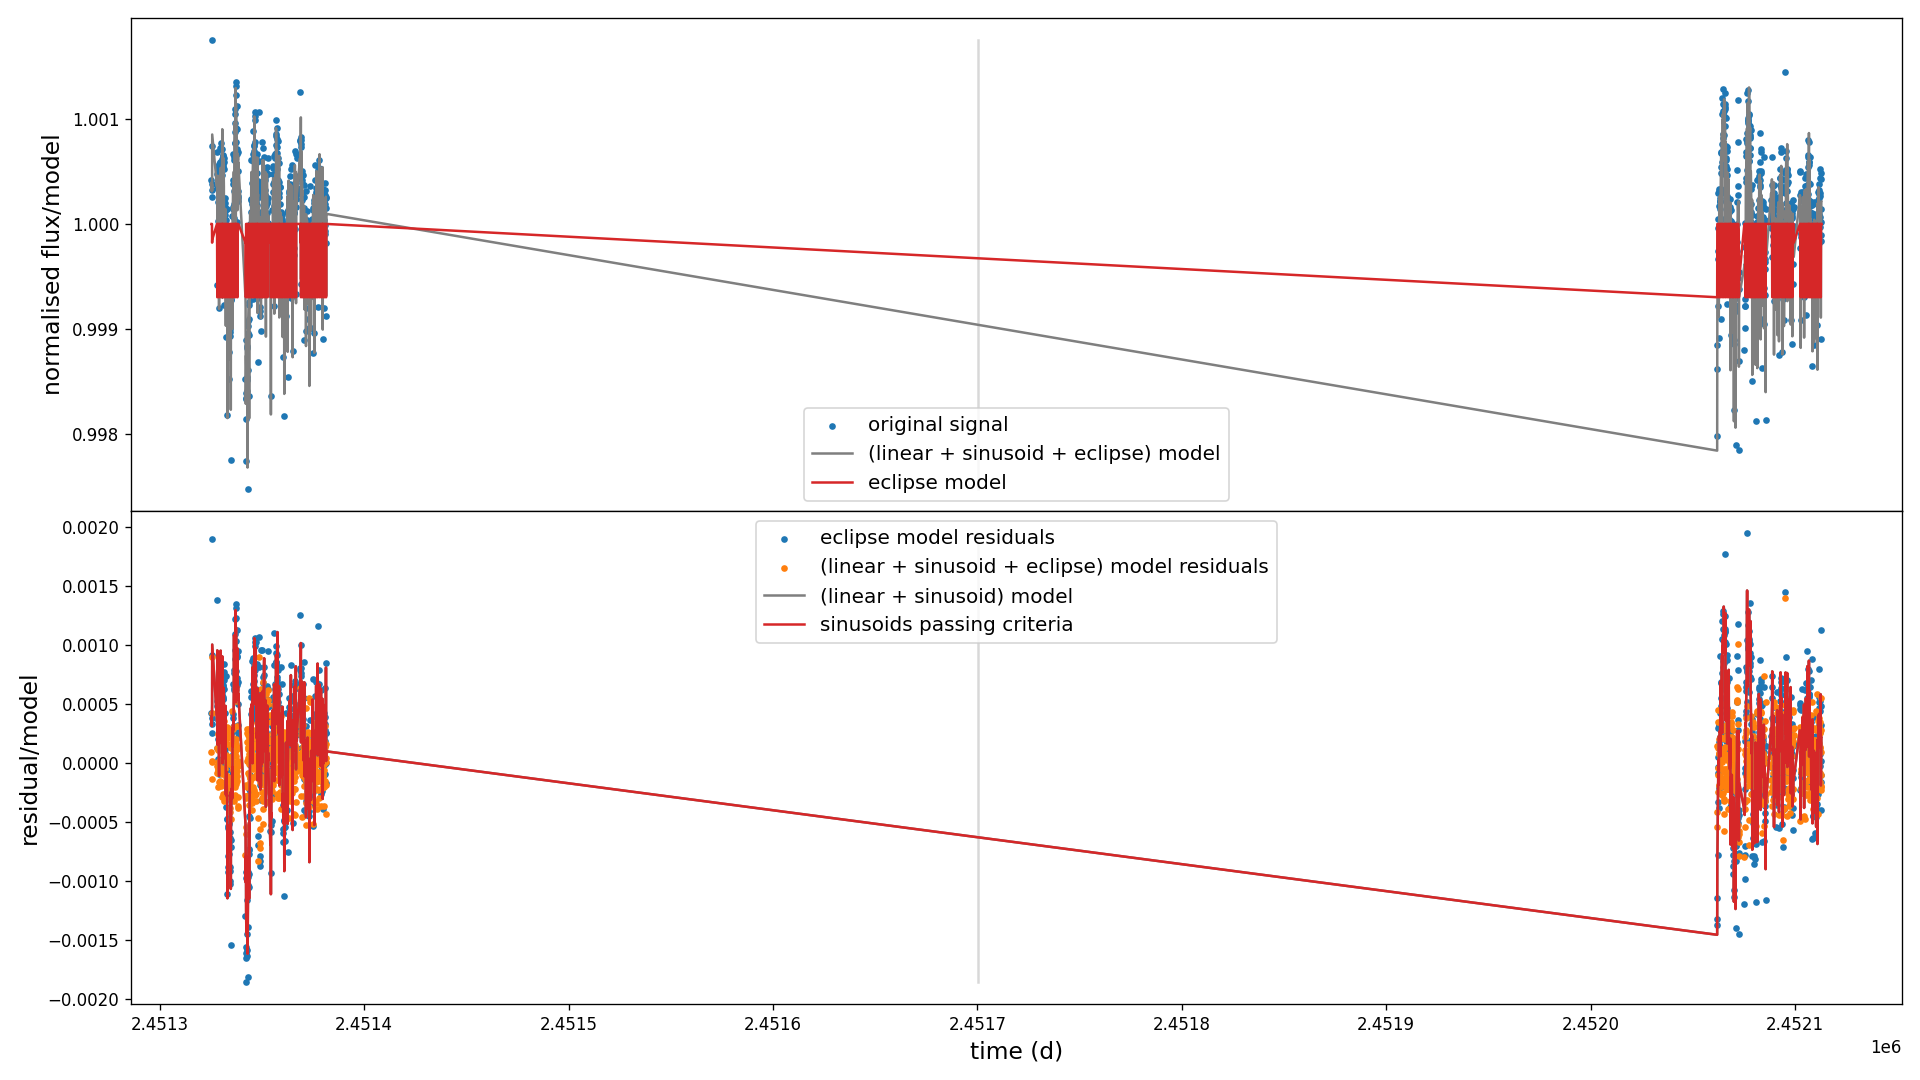 normalised flux/model
1.001
1.000
0.999
0.998
original signal
(linear + sinusoid + eclipse) model
eclipse model
residual/model
0.0020
0.0015
0.0010
0.0005
0.0000
−0.0005
−0.0010
−0.0015
−0.0020
eclipse model residuals
(linear + sinusoid + eclipse) model residuals
(linear + sinusoid) model
sinusoids passing criteria
2.4513 2.4514 2.4515 2.4516 2.4517 2.4518 2.4519 2.4520 2.4521
time (d)
1e6